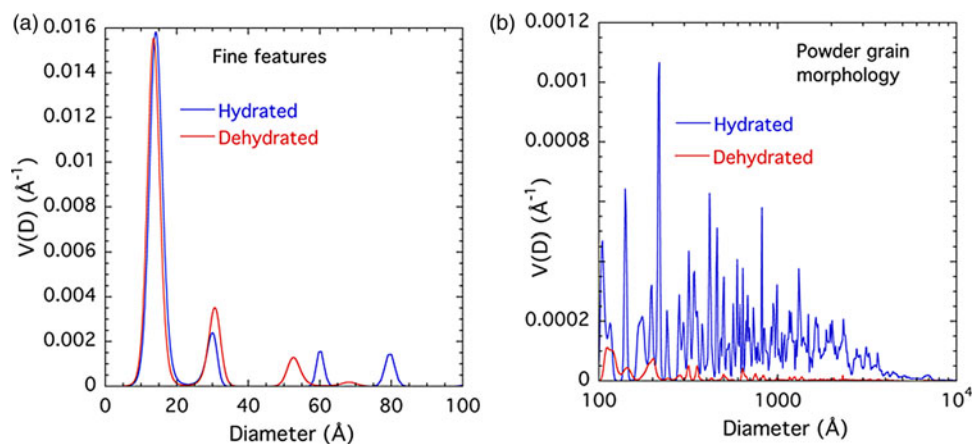 (a)
Fine features
Hydrated
Dehydrated
V(D) (Å⁻¹)
0.016
0.014
0.012
0.01
0.008
0.006
0.004
0.002
0
0 20 40 60 80 100
Diameter (Å)
(b)
Powder grain
morphology
Hydrated
Dehydrated
V(D) (Å⁻¹)
0.0012
0.001
0.0008
0.0002
0
100 1000 10⁴
Diameter (Å)